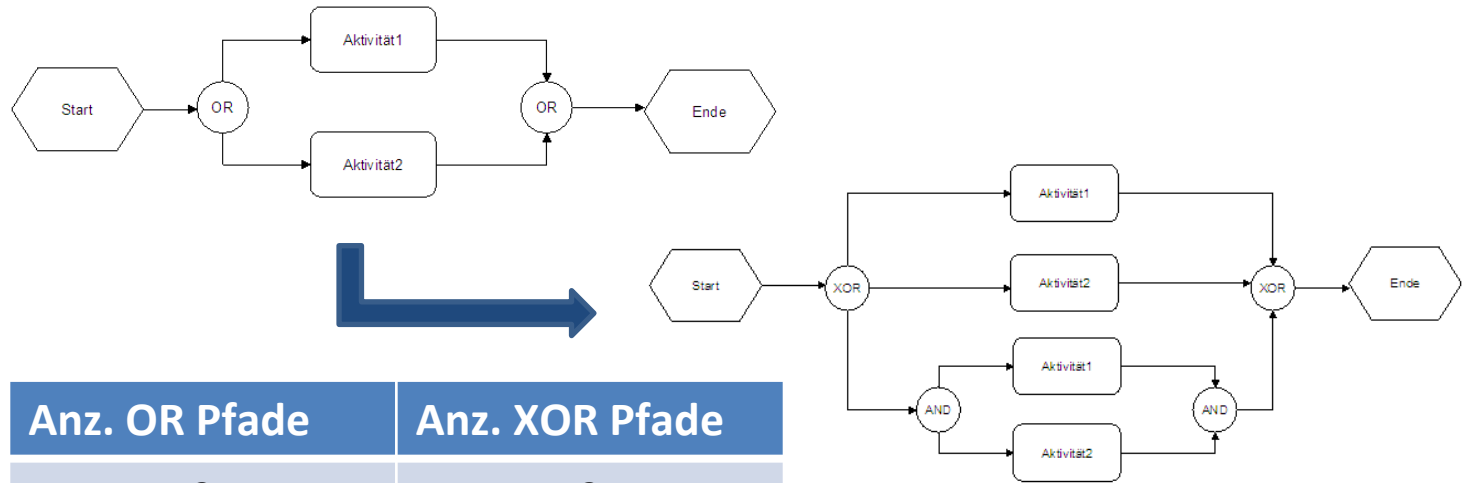 Aktivität1
Start
OR
OR
Ende
Aktivität2
Aktivität1
Start
XOR
Aktivität2
XOR
Ende
Aktivität1
AND
AND
Aktivität2
Anz. OR Pfade
Anz. XOR Pfade